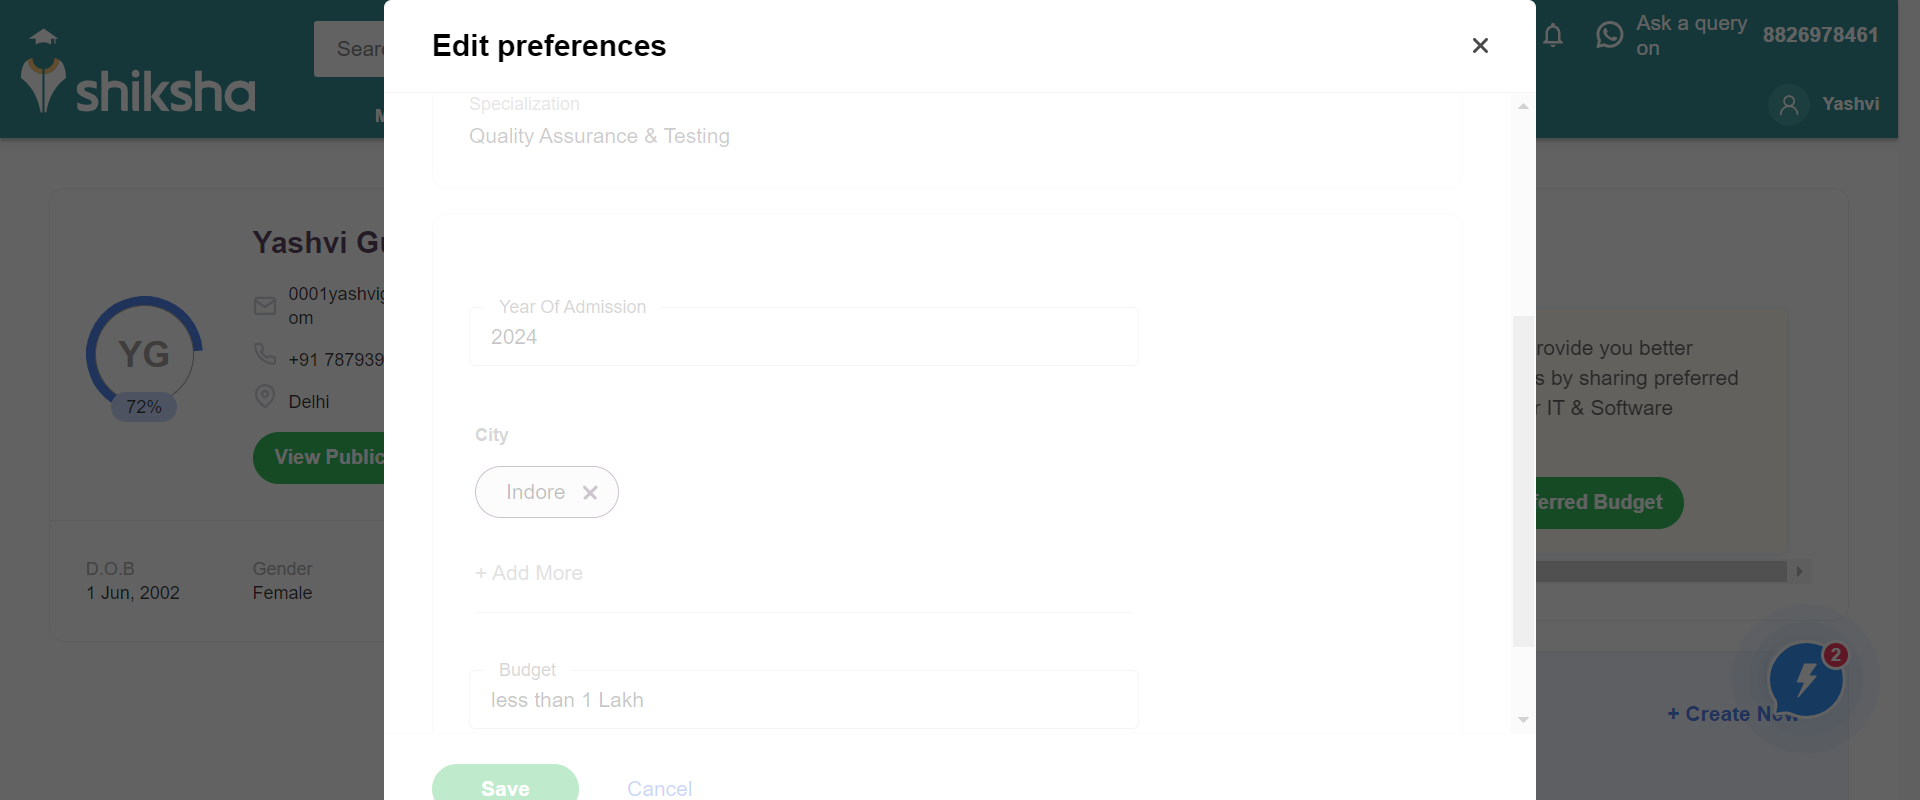 shiksha
Sear
M
Ask a query
on
8826978461
Yashvi
Edit preferences
Specialization
Quality Assurance & Testing
Year Of Admission
2024
City
Indore
+ Add More
Budget
less than 1 Lakh
Save
Cancel
Yashvi Gu
0001yashvig
om
+91 787939
Delhi
YG
72%
View Public
D.O.B
1 Jun, 2002
Gender
Female
rovide you better
s by sharing preferred
r IT & Software
ferred Budget
2
+ Create New